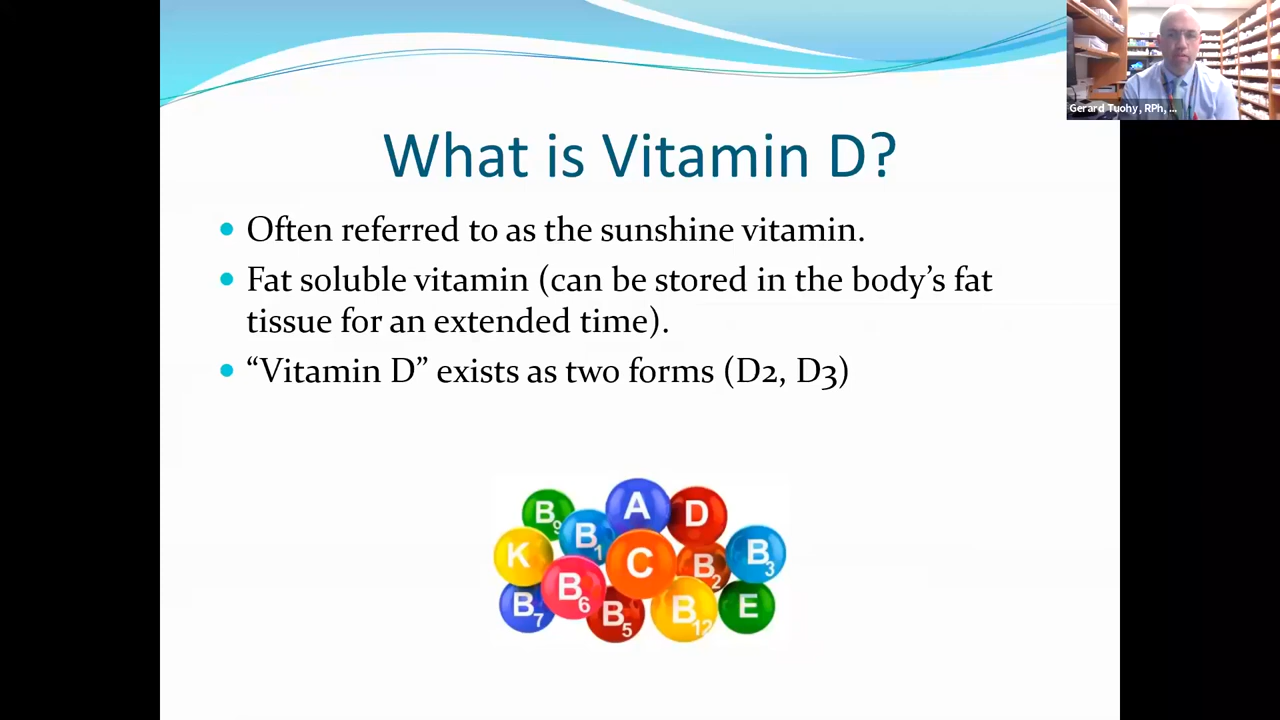 Gerard Tuohy, RPh, ...
What is Vitamin D?
• Often referred to as the sunshine vitamin.
• Fat soluble vitamin (can be stored in the body’s fat
tissue for an extended time).
• “Vitamin D” exists as two forms (D2, D3)
B9
A
D
K
B1
C
B2
B3
B7
B6
B5
B12
E